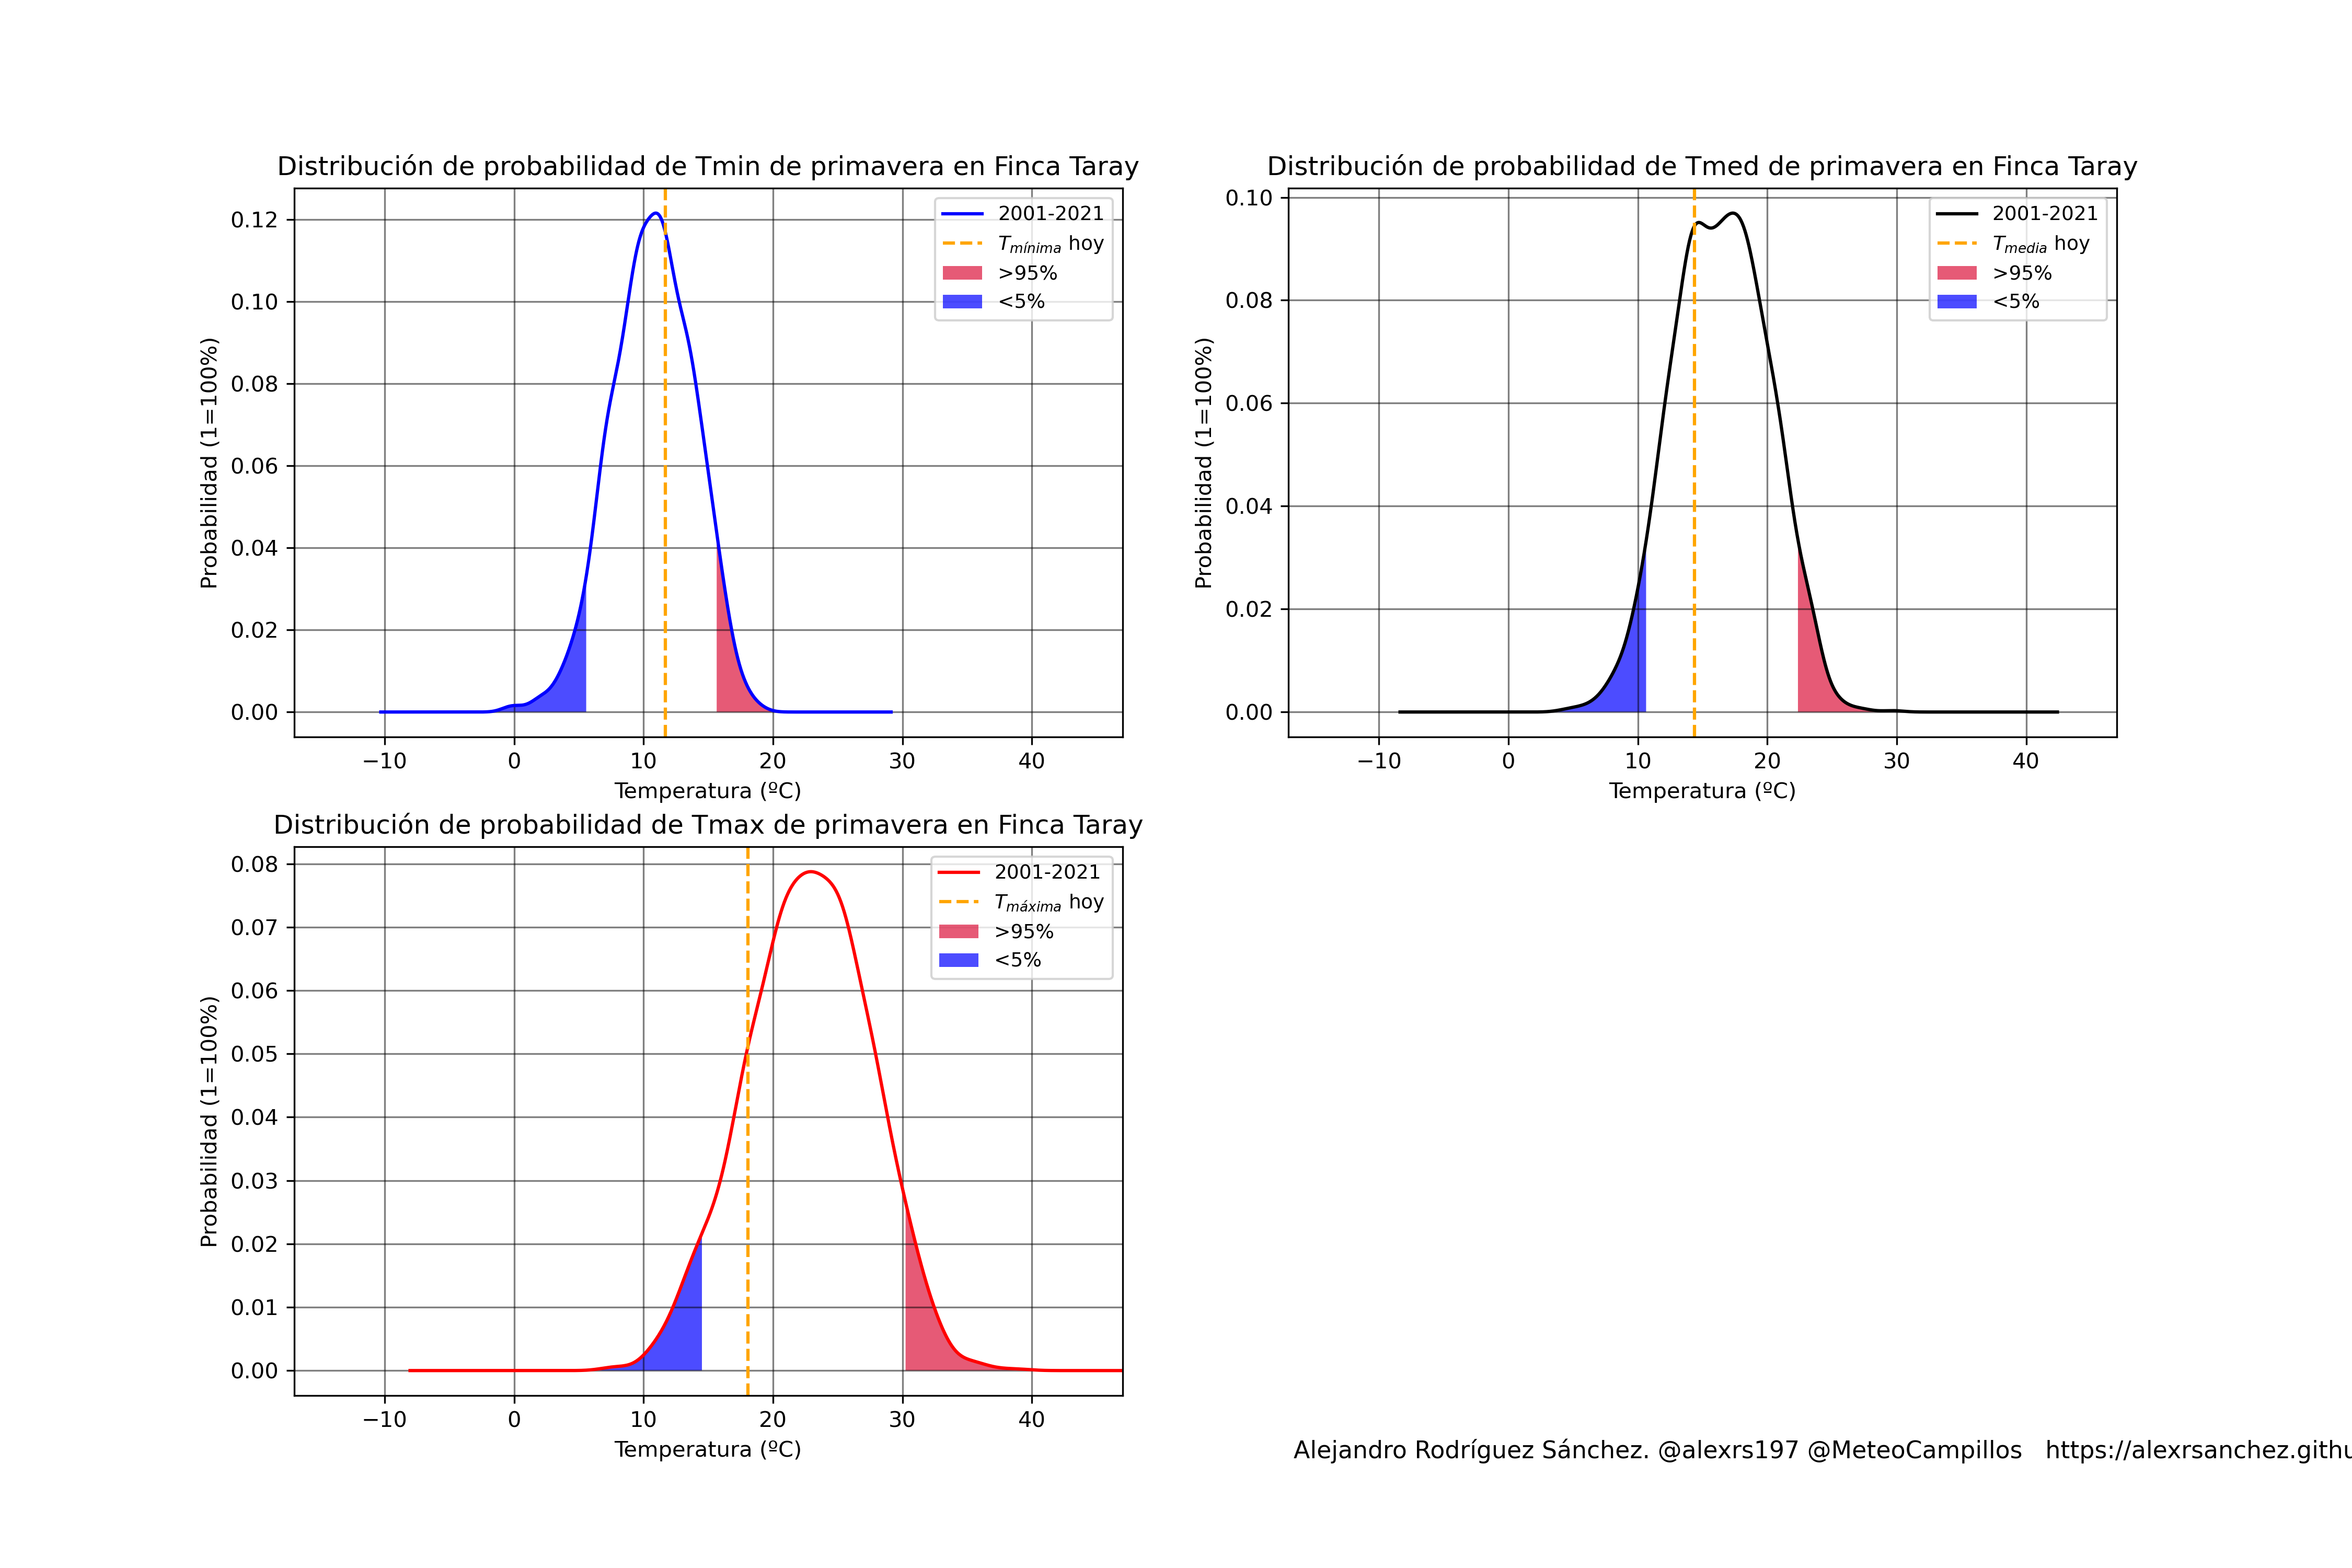 Distribución de probabilidad de Tmin de primavera en Finca Taray
Probabilidad (1=100%)
0.12
0.10
0.08
0.06
0.04
0.02
0.00
−10 0 10 20 30 40
Temperatura (ºC)
2001-2021
Tmínima hoy
>95%
<5%
Distribución de probabilidad de Tmed de primavera en Finca Taray
Probabilidad (1=100%)
0.10
0.08
0.06
0.04
0.02
0.00
−10 0 10 20 30 40
Temperatura (ºC)
2001-2021
Tmedia hoy
>95%
<5%
Distribución de probabilidad de Tmax de primavera en Finca Taray
Probabilidad (1=100%)
0.08
0.07
0.06
0.05
0.04
0.03
0.02
0.01
0.00
−10 0 10 20 30 40
Temperatura (ºC)
2001-2021
Tmáxima hoy
>95%
<5%
Alejandro Rodríguez Sánchez. @alexrs197 @MeteoCampillos https://alexrsanchez.githu